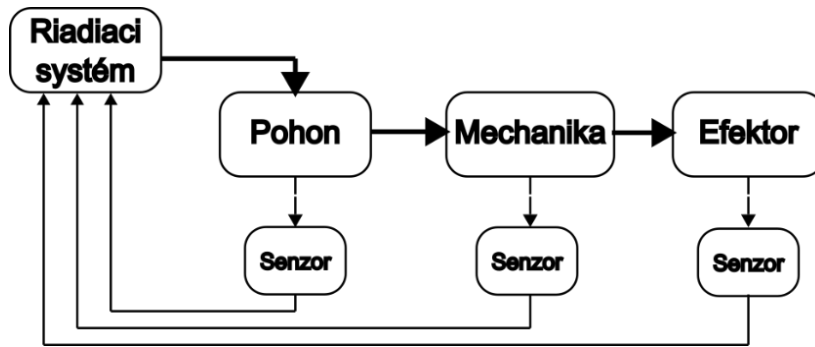 Riadiaci
systém
Pohon
Mechanika
Efektor
Senzor
Senzor
Senzor